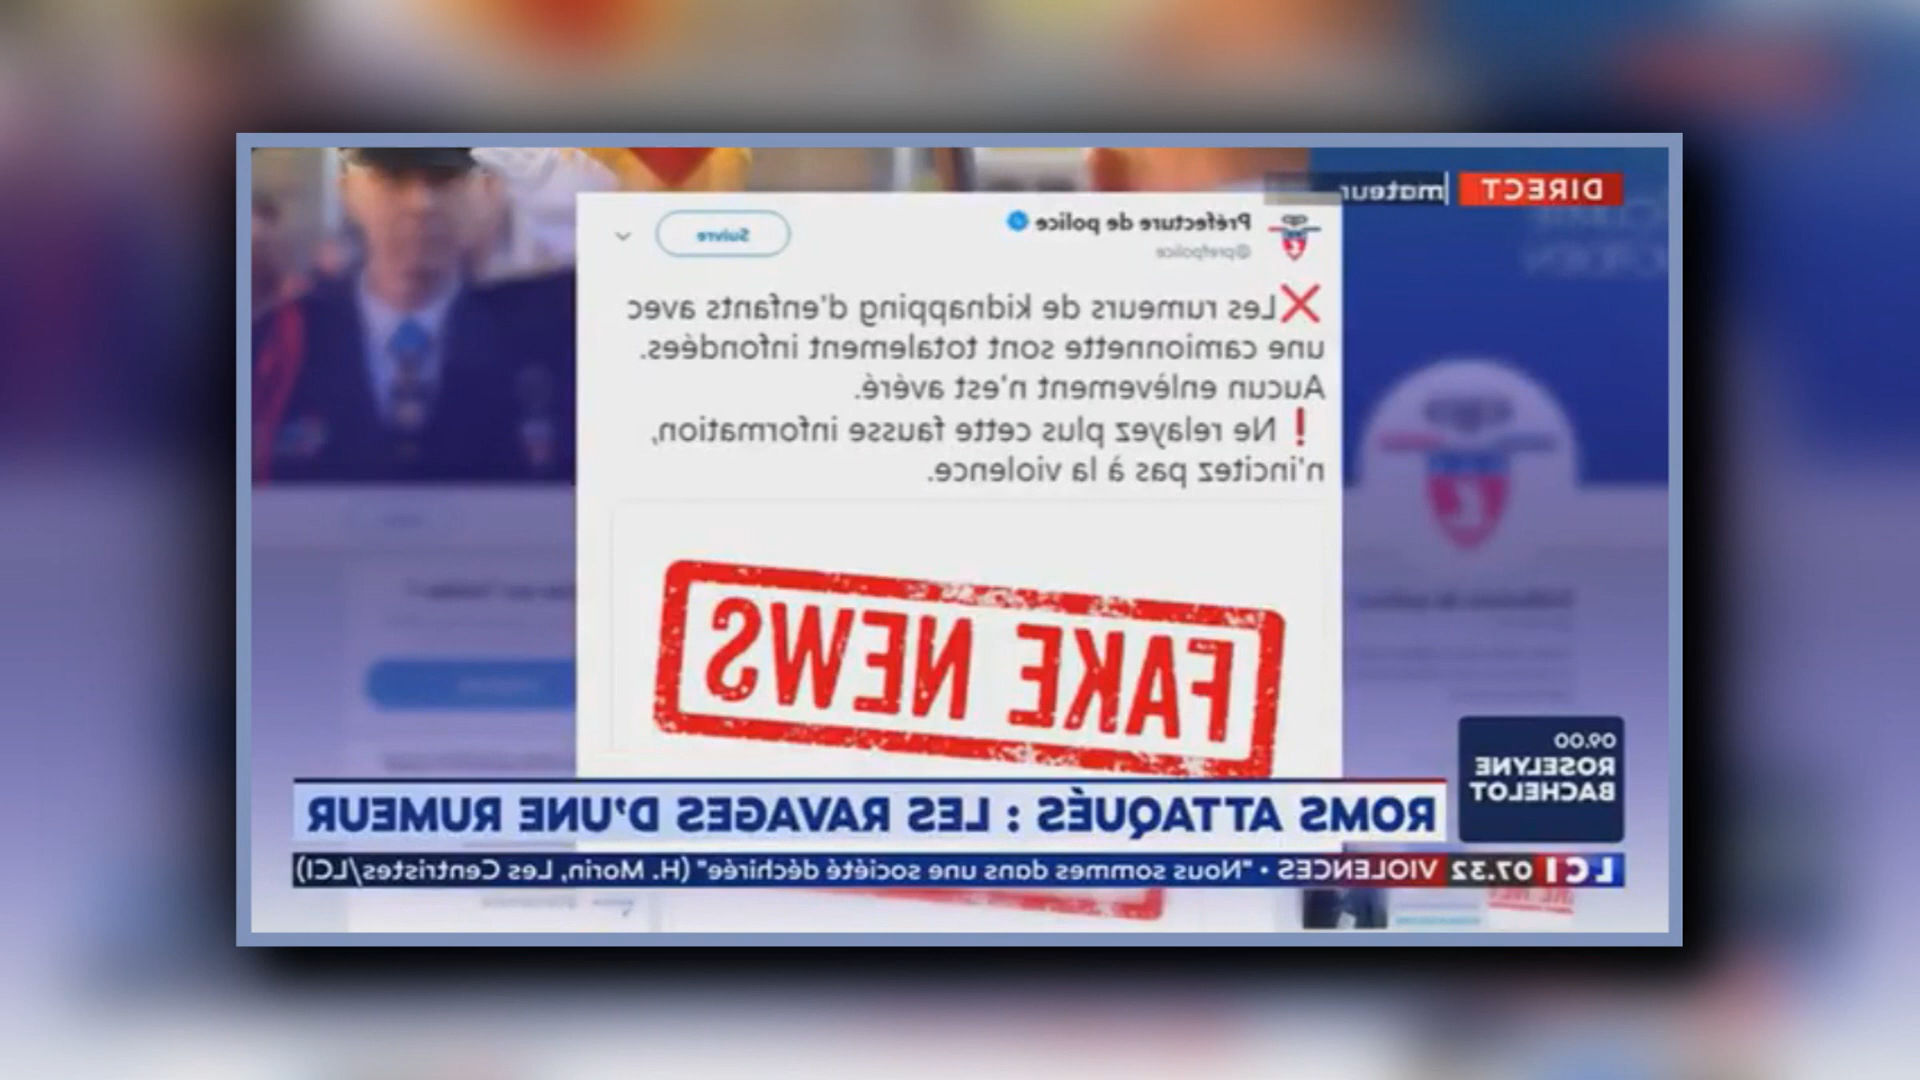 DIRECT
mateur
Préfecture de police
@prefpolice
Suivre
❌Les rumeurs de kidnapping d'enfants avec
une camionnette sont totalement infondées.
Aucun enlèvement n'est avéré.
❗ Ne relayez plus cette fausse information,
n'incitez pas à la violence.
FAKE NEWS
09.00
ROSELYNE
BACHELOT
ROMS ATTAQUÉS : LES RAVAGES D'UNE RUMEUR
LCI 07.32 VIOLENCES • "Nous sommes dans une société déchirée" (H. Morin, Les Centristes/LCI)